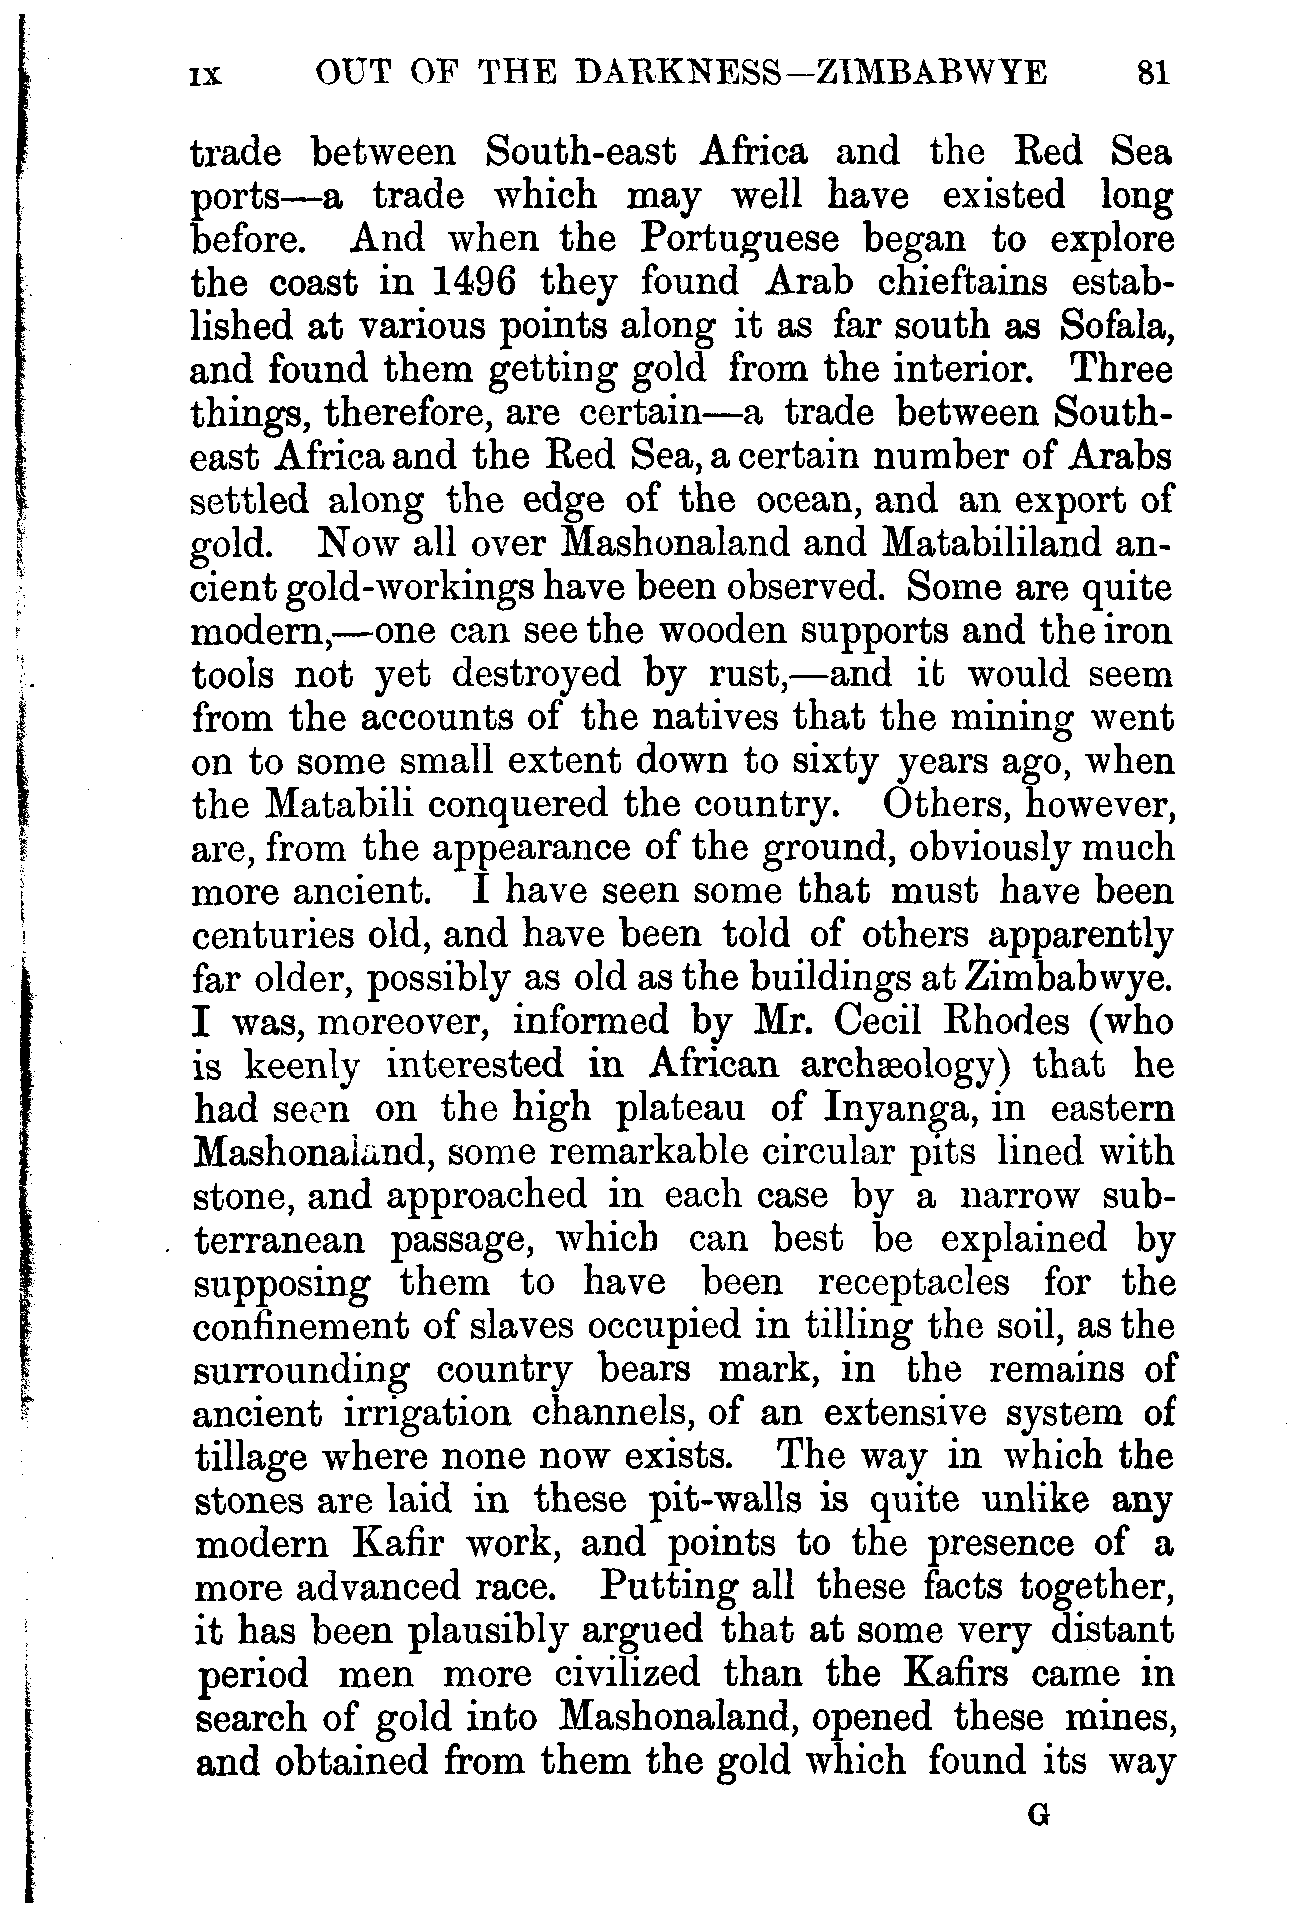 IX OUT OF THE DARKNESS—ZIMBABWYE 81
trade between South-east Africa and the Red Sea
ports—a trade which may well have existed long
before. And when the Portuguese began to explore
the coast in 1496 they found Arab chieftains estab-
lished at various points along it as far south as Sofala,
and found them getting gold from the interior. Three
things, therefore, are certain—a trade between South-
east Africa and the Red Sea, a certain number of Arabs
settled along the edge of the ocean, and an export of
gold. Now all over Mashonaland and Matabililand an-
cient gold-workings have been observed. Some are quite
modern,—one can see the wooden supports and the iron
tools not yet destroyed by rust,—and it would seem
from the accounts of the natives that the mining went
on to some small extent down to sixty years ago, when
the Matabili conquered the country. Others, however,
are, from the appearance of the ground, obviously much
more ancient. I have seen some that must have been
centuries old, and have been told of others apparently
far older, possibly as old as the buildings at Zimbabwye.
I was, moreover, informed by Mr. Cecil Rhodes (who
is keenly interested in African archæology) that he
had seen on the high plateau of Inyanga, in eastern
Mashonaland, some remarkable circular pits lined with
stone, and approached in each case by a narrow sub-
terranean passage, which can best be explained by
supposing them to have been receptacles for the
confinement of slaves occupied in tilling the soil, as the
surrounding country bears mark, in the remains of
ancient irrigation channels, of an extensive system of
tillage where none now exists. The way in which the
stones are laid in these pit-walls is quite unlike any
modern Kafir work, and points to the presence of a
more advanced race. Putting all these facts together,
it has been plausibly argued that at some very distant
period men more civilized than the Kafirs came in
search of gold into Mashonaland, opened these mines,
and obtained from them the gold which found its way
G